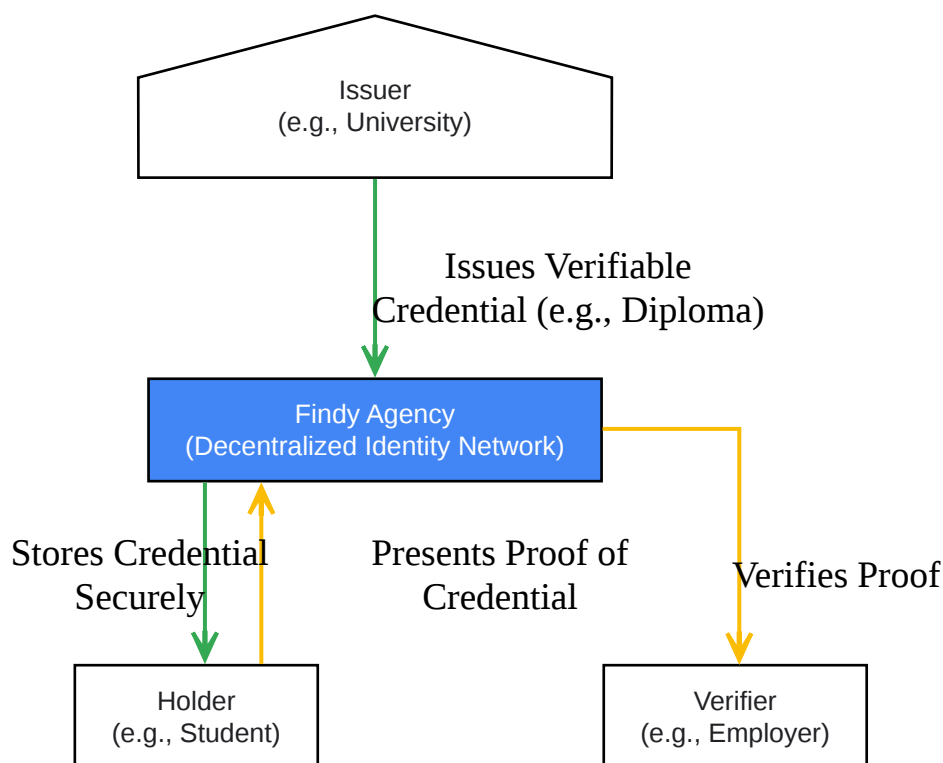 Issuer
(e.g., University)
Issues Verifiable
Credential (e.g., Diploma)
Findy Agency
(Decentralized Identity Network)
Stores Credential
Securely
Presents Proof of
Credential
Verifies Proof
Holder
(e.g., Student)
Verifier
(e.g., Employer)